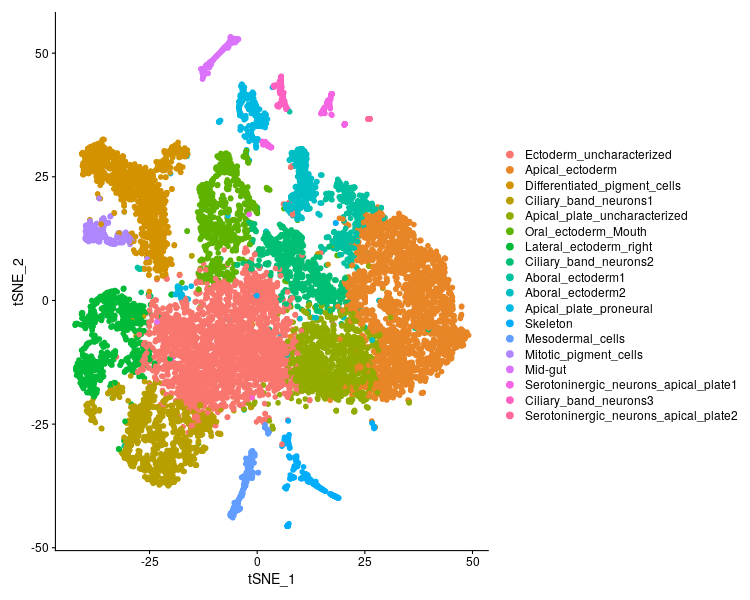 50
25
0
-25
-50
tSNE_2
-25
0
25
50
tSNE_1
Ectoderm_uncharacterized
Apical_ectoderm
Differentiated_pigment_cells
Ciliary_band_neurons1
Apical_plate_uncharacterized
Oral_ectoderm_Mouth
Lateral_ectoderm_right
Ciliary_band_neurons2
Aboral_ectoderm1
Aboral_ectoderm2
Apical_plate_proneural
Skeleton
Mesodermal_cells
Mitotic_pigment_cells
Mid-gut
Serotoninergic_neurons_apical_plate1
Ciliary_band_neurons3
Serotoninergic_neurons_apical_plate2